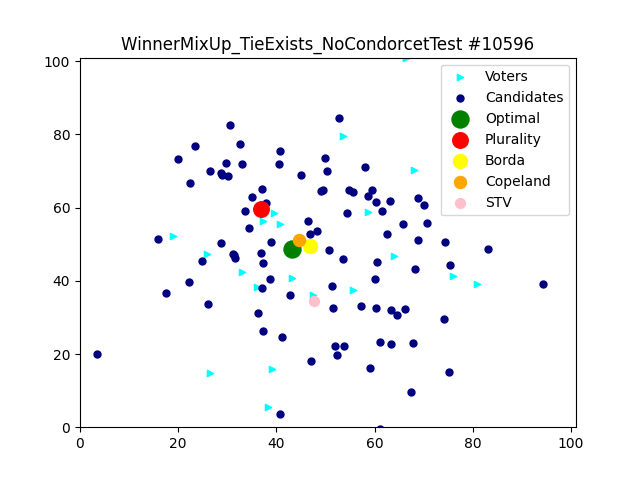 WinnerMixUp_TieExists_NoCondorcetTest #10596
Voters
Candidates
Optimal
Plurality
Borda
Copeland
STV
100
80
60
40
20
0
0 20 40 60 80 100